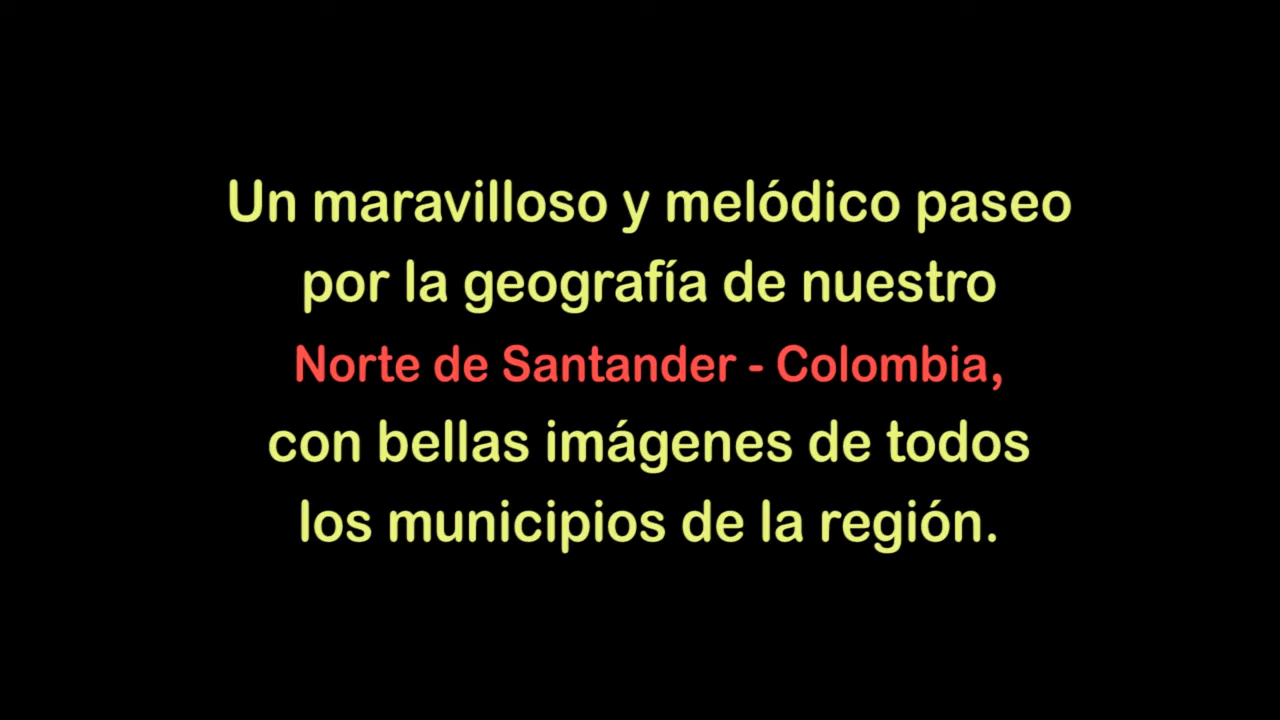 Un maravilloso y melódico paseo
por la geografía de nuestro
Norte de Santander - Colombia,
con bellas imágenes de todos
los municipios de la región.